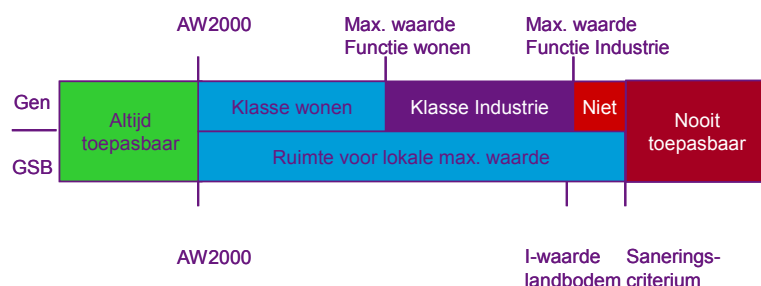 AW2000
Max. waarde
Functie wonen
Max. waarde
Functie Industrie
Gen
GSB
Altijd
toepasbaar
Klasse wonen
Klasse Industrie
Niet
Nooit
toepasbaar
Ruimte voor lokale max. waarde
AW2000
I-waarde
landbodem
Sanerings-
criterium